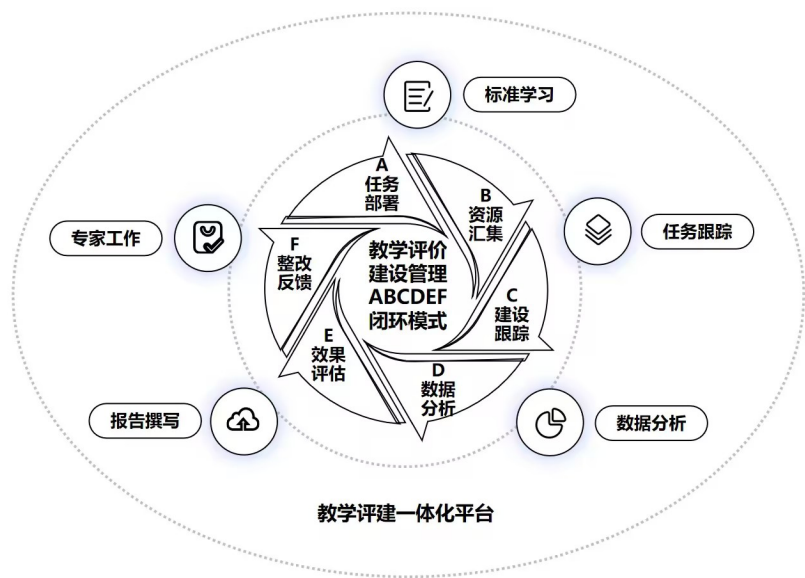 标准学习
A
任务
部署
B
资源
汇集
专家工作
任务跟踪
F
整改
反馈
教学评价
建设管理
ABCDEF
闭环模式
C
建设
跟踪
E
效果
评估
D
数据
分析
报告撰写
数据分析
教学评建一体化平台